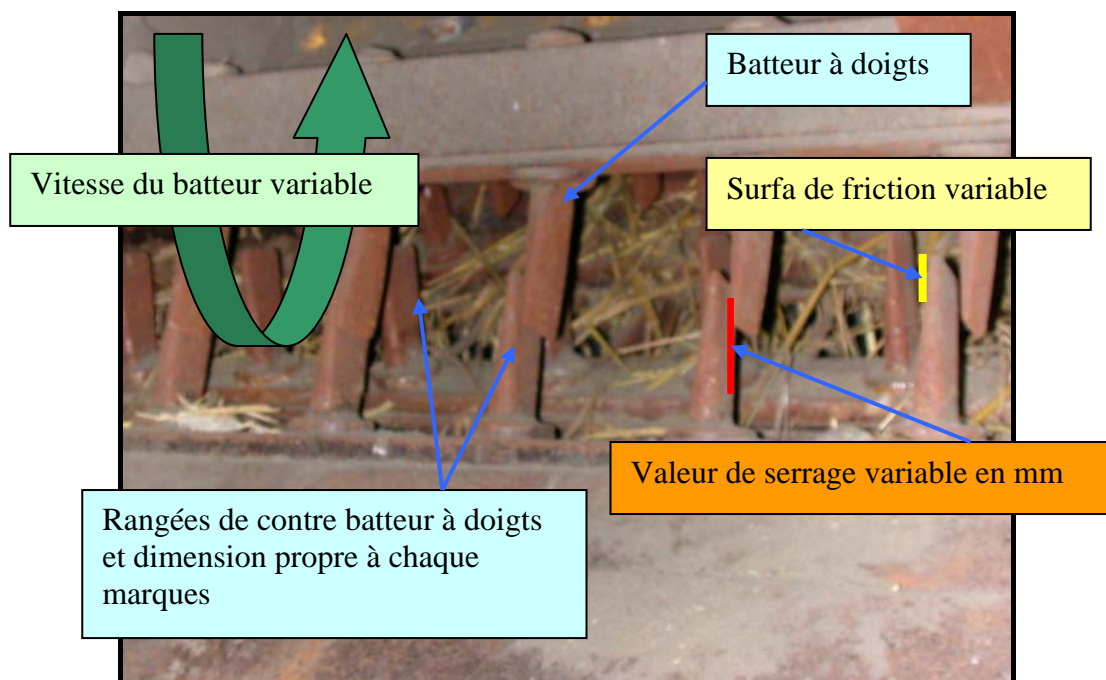 Batteur à doigts
Vitesse du batteur variable
Surfa de friction variable
Valeur de serrage variable en mm
Rangées de contre batteur à doigts
et dimension propre à chaque
marques